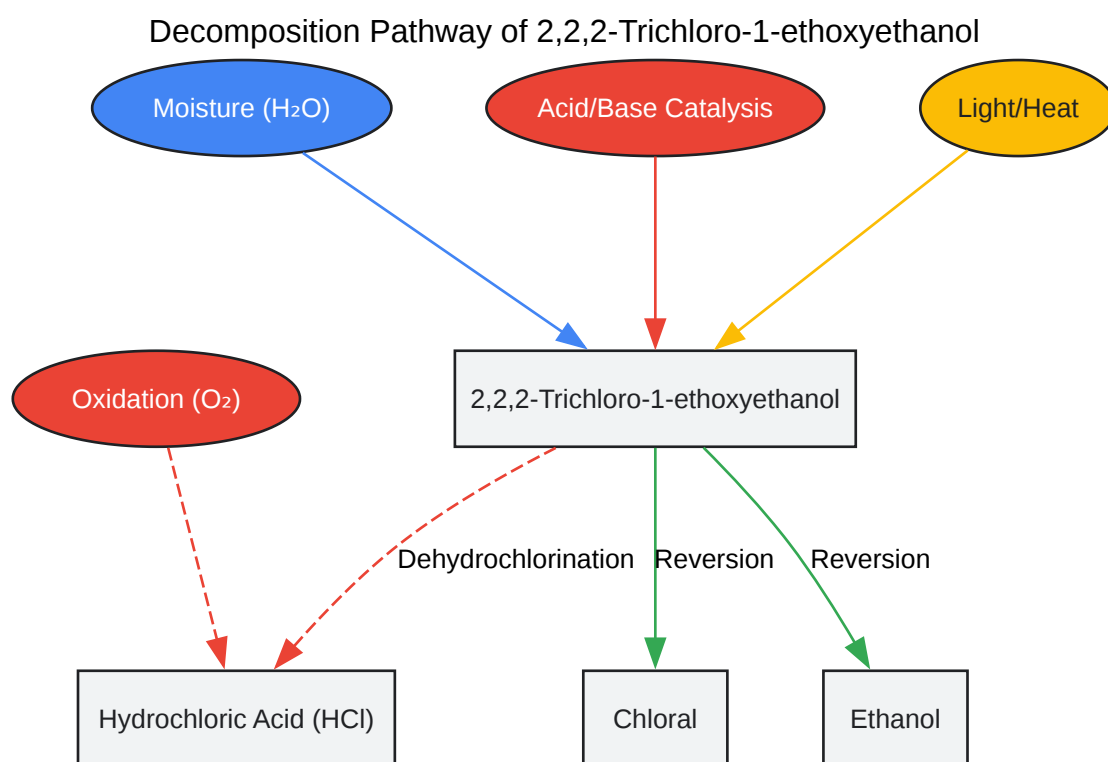 Decomposition Pathway of 2,2,2-Trichloro-1-ethoxyethanol
Moisture (H₂O)
Acid/Base Catalysis
Light/Heat
Oxidation (O₂)
2,2,2-Trichloro-1-ethoxyethanol
Dehydrochlorination
Reversion
Reversion
Hydrochloric Acid (HCl)
Chloral
Ethanol